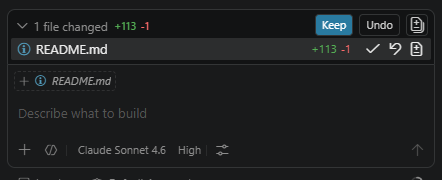 1 file changed +113 -1 Keep Undo
README.md +113 -1
README.md
Describe what to build
Claude Sonnet 4.6 High